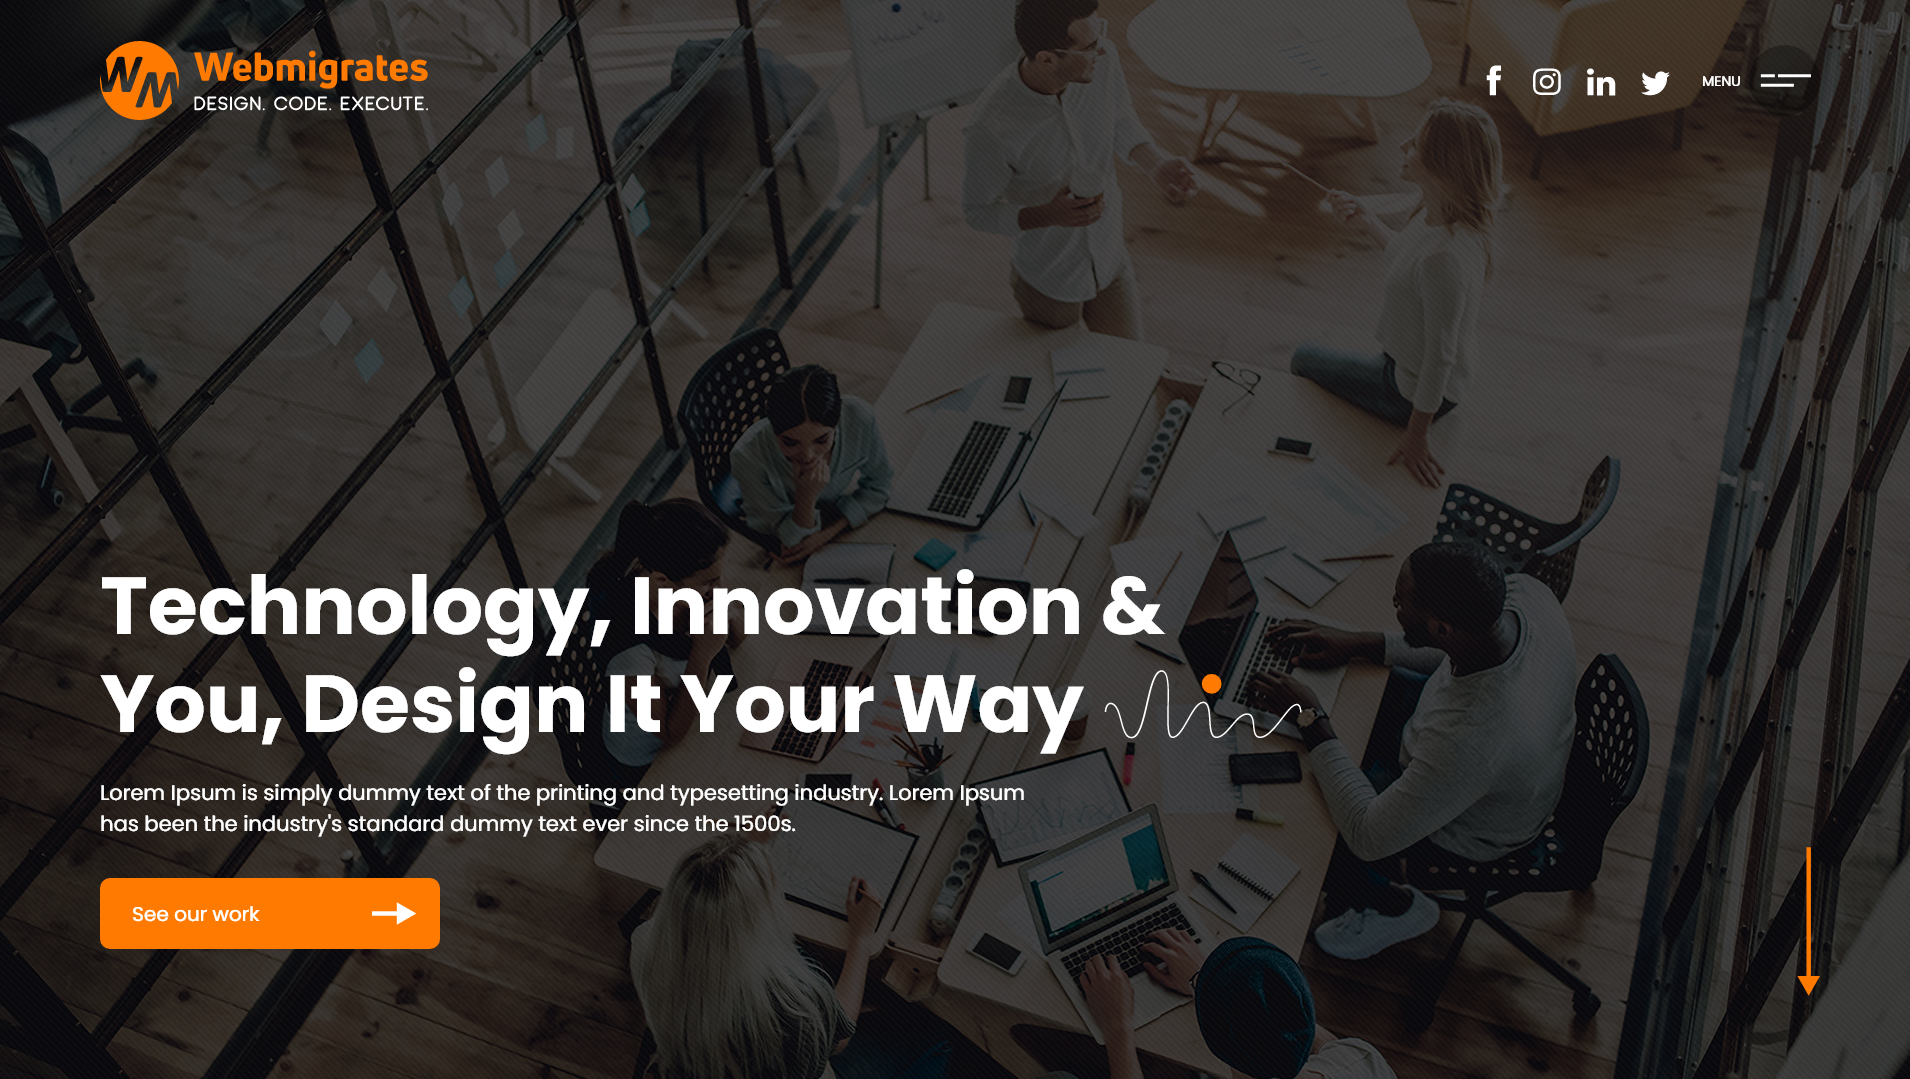 WM
Webmigrates
DESIGN. CODE. EXECUTE.
MENU
Technology, Innovation &
You, Design It Your Way
Lorem Ipsum is simply dummy text of the printing and typesetting industry. Lorem Ipsum
has been the industry's standard dummy text ever since the 1500s.
See our work